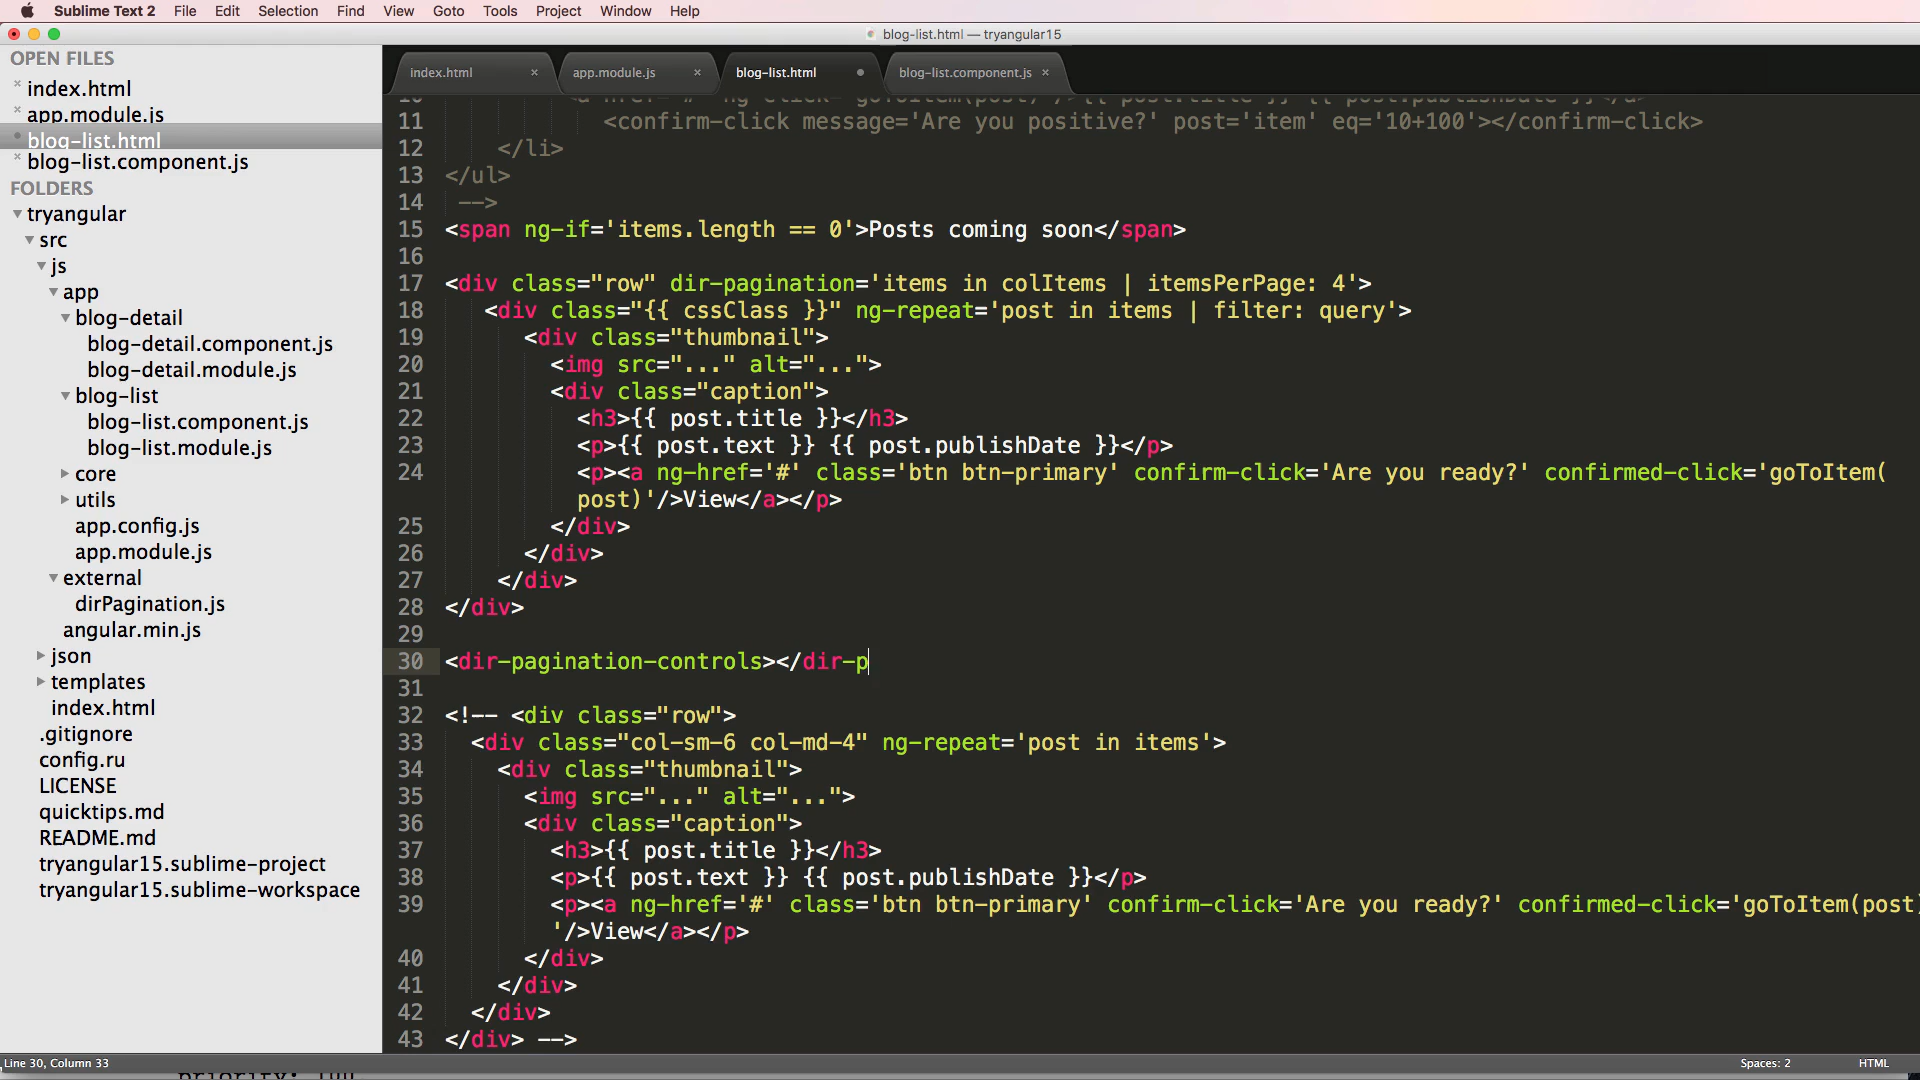 Sublime Text 2 File Edit Selection Find View Goto Tools Project Window Help
blog-list.html — tryangular15
OPEN FILES
index.html
app.module.js
blog-list.html
blog-list.component.js
FOLDERS
tryangular
src
js
app
blog-detail
blog-detail.component.js
blog-detail.module.js
blog-list
blog-list.component.js
blog-list.module.js
core
utils
app.config.js
app.module.js
external
dirPagination.js
angular.min.js
json
templates
index.html
.gitignore
config.ru
LICENSE
quicktips.md
README.md
tryangular15.sublime-project
tryangular15.sublime-workspace
index.html × app.module.js × blog-list.html blog-list.component.js ×
11 <confirm-click message='Are you positive?' post='item' eq='10+100'></confirm-click>
12 </li>
13 </ul>
14 -->
15 <span ng-if='items.length == 0'>Posts coming soon</span>
16
17 <div class="row" dir-pagination='items in colItems | itemsPerPage: 4'>
18 <div class="{{ cssClass }}" ng-repeat='post in items | filter: query'>
19 <div class="thumbnail">
20 <img src="..." alt="...">
21 <div class="caption">
22 <h3>{{ post.title }}</h3>
23 <p>{{ post.text }} {{ post.publishDate }}</p>
24 <p><a ng-href='#' class='btn btn-primary' confirm-click='Are you ready?' confirmed-click='goToItem(
post)'/>View</a></p>
25 </div>
26 </div>
27 </div>
28 </div>
29
30 <dir-pagination-controls></dir-p
31
32 <!-- <div class="row">
33 <div class="col-sm-6 col-md-4" ng-repeat='post in items'>
34 <div class="thumbnail">
35 <img src="..." alt="...">
36 <div class="caption">
37 <h3>{{ post.title }}</h3>
38 <p>{{ post.text }} {{ post.publishDate }}</p>
39 <p><a ng-href='#' class='btn btn-primary' confirm-click='Are you ready?' confirmed-click='goToItem(post)
'/>View</a></p>
40 </div>
41 </div>
42 </div>
43 </div> -->
Line 30, Column 33 Spaces: 2 HTML